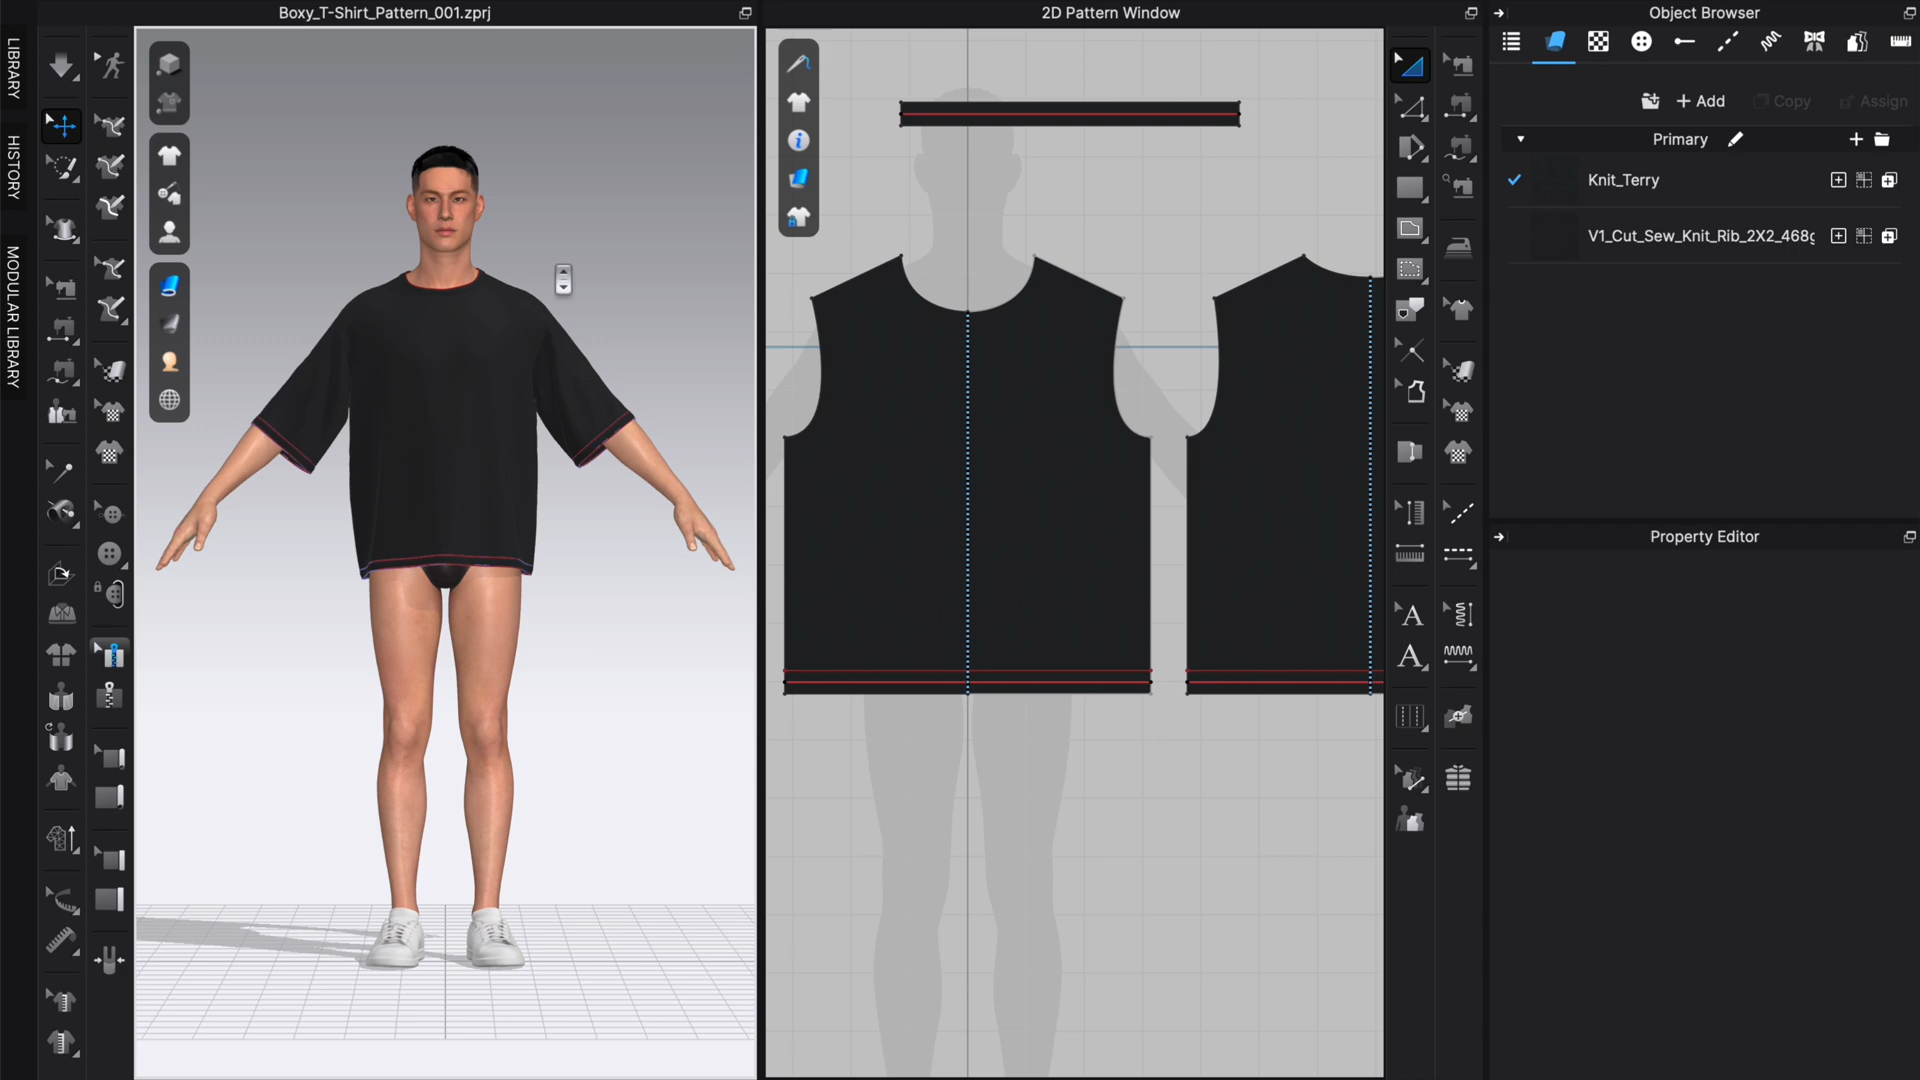 Boxy_T-Shirt_Pattern_001.zprj
2D Pattern Window
Object Browser
LIBRARY
HISTORY
MODULAR LIBRARY
+ Add
Copy
Assign
Primary
Knit_Terry
V1_Cut_Sew_Knit_Rib_2X2_468g
Property Editor
A
A